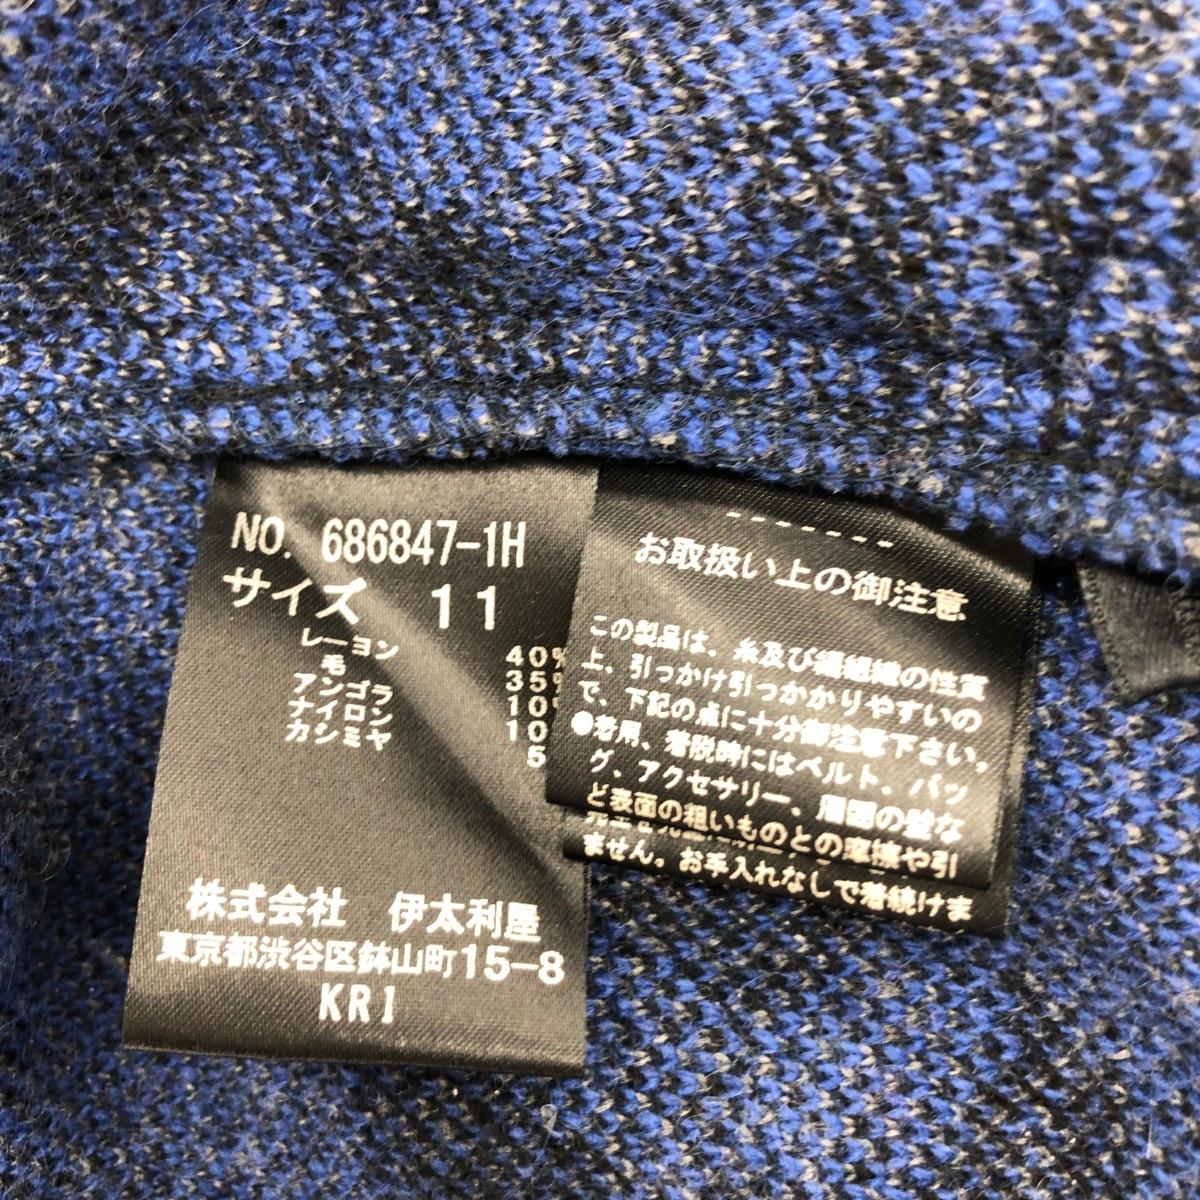 NO. 686847-1H
サイズ 11
レーヨン 40%
毛 35%
アンゴラ 10%
ナイロン 10
カシミヤ 5
株式会社 伊太利屋
東京都渋谷区鉢山町15-8
KRI
お取扱い上の御注意
この製品は、糸及び編組織の性質
上、引っかけ引っかかりやすいの
で、下記の点に十分御注意下さい。
●着用、着脱時にはベルト、バッ
グ、アクセサリー、周囲の壁な
ど表面の粗いものとの摩擦や引
ません。お手入れなしで着続けま